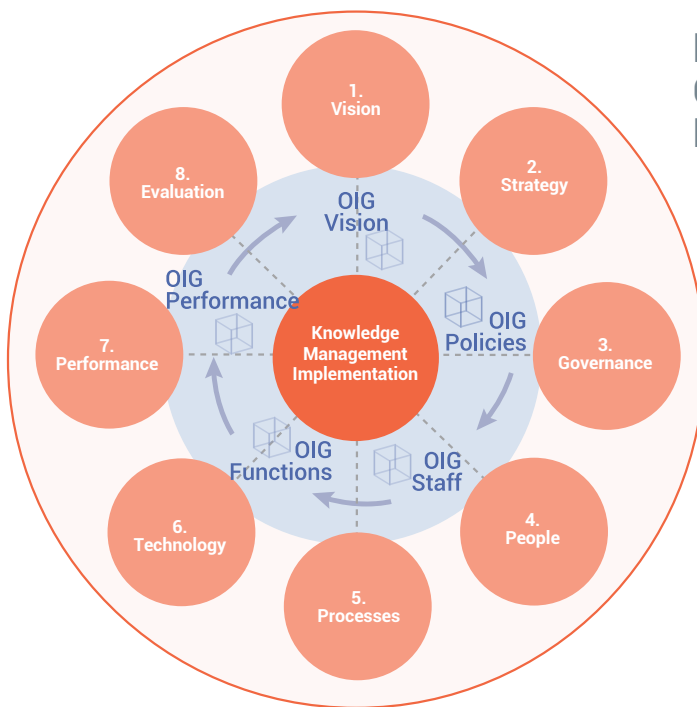 1.
Vision
2.
Strategy
3.
Governance
4.
People
5.
Processes
6.
Technology
7.
Performance
8.
Evaluation
OIG
Vision
OIG
Policies
OIG
Staff
OIG
Functions
OIG
Performance
Knowledge
Management
Implementation